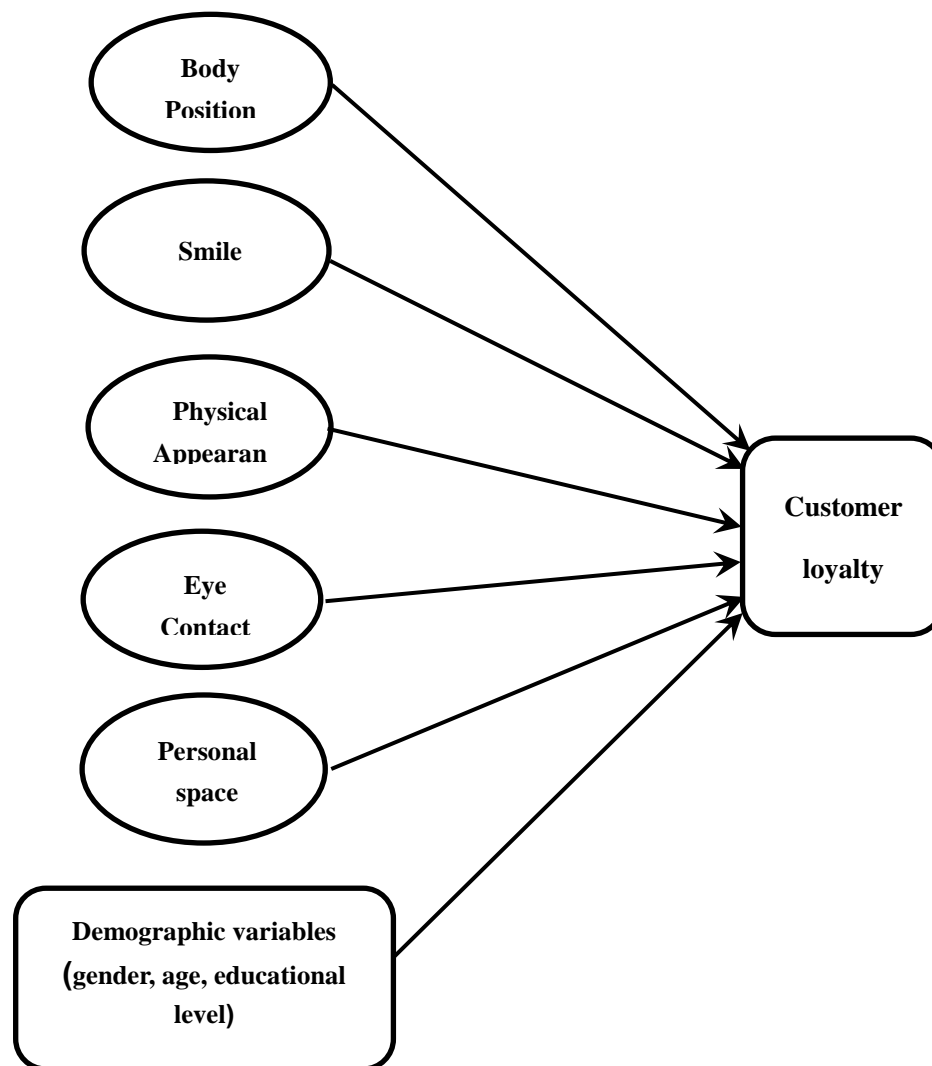 Body
Position
Smile
Physical
Appearan
Eye
Contact
Personal
space
Demographic variables
(gender, age, educational
level)
Customer
loyalty